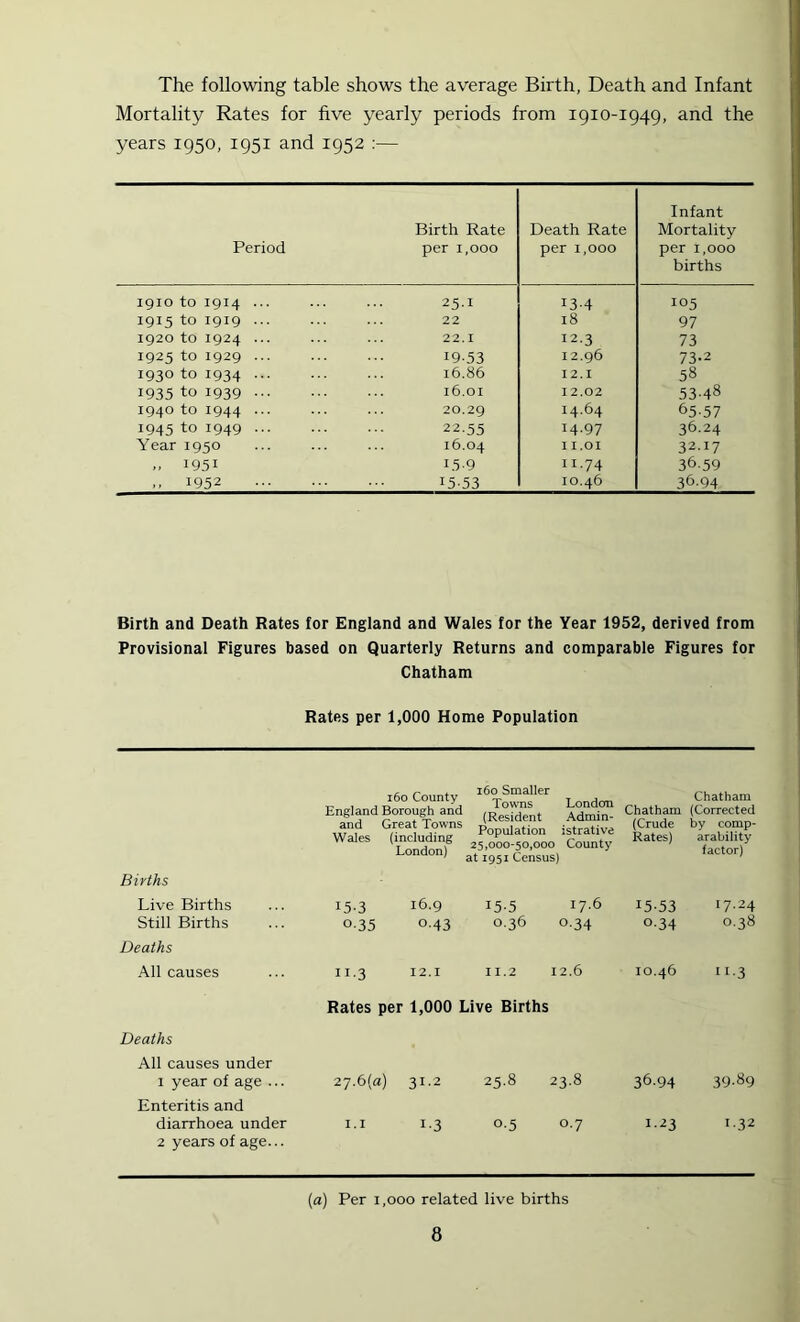 The following table shows the average Birth, Death and Infant
Mortality Rates for five yearly periods from 1910-1949, and the
years 1950, 1951 and 1952 :—
Period Birth Rate per 1,000 Death Rate per 1,000 Infant Mortality per 1,000 births
1910 to 1914 ... ... ... 25.1 13.4 105
1915 to 1919 ... ... ... 22 18 97
1920 to 1924 ... ... ... 22.1 12.3 73
1925 to 1929 ... ... ... 19.53 12.96 73.2
1930 to 1934 ... ... ... 16.86 12.1 58
1935 to 1939 ... ... ... 16.01 12.02 53.48
1940 to 1944 ... ... ... 20.29 14.64 65.57
1945 to 1949 ... ... ... 22.55 14.97 36.24
Year 1950 ... ... ... 16.04 11.01 32.17
,, 1951 15.9 11.74 36.59
,, 1952 ... ... ... 15.53 10.46 36.94
Birth and Death Rates for England and Wales for the Year 1952, derived from
Provisional Figures based on Quarterly Returns and comparable Figures for
Chatham
Rates per 1,000 Home Population
England and Wales 160 County Borough and Great Towns (including London) 160 Smaller Towns (Resident Population 25,000-50,000 at 1951 Census) London Administrative County Chatham (Crude Rates) Chatham (Corrected by comparability factor)
Births
Live Births ... 15.3 16.9 15.5 17.6 15.53 17.24
Still Births ... 0.35 0.43 0.36 0.34 0.34 0.38
Deaths
All causes ... 11.3 12.1 11.2 12.6 10.46 11.3
Rates per 1,000 Live Births
Deaths
All causes under
1 year of age ... 27.6(a) 31.2 25.8 23.8 36.94 39.89
Enteritis and
diarrhoea under 1.1 1.3 0.5 0.7 1.23 1.32
2 years of age...
(a) Per 1,000 related live births
8